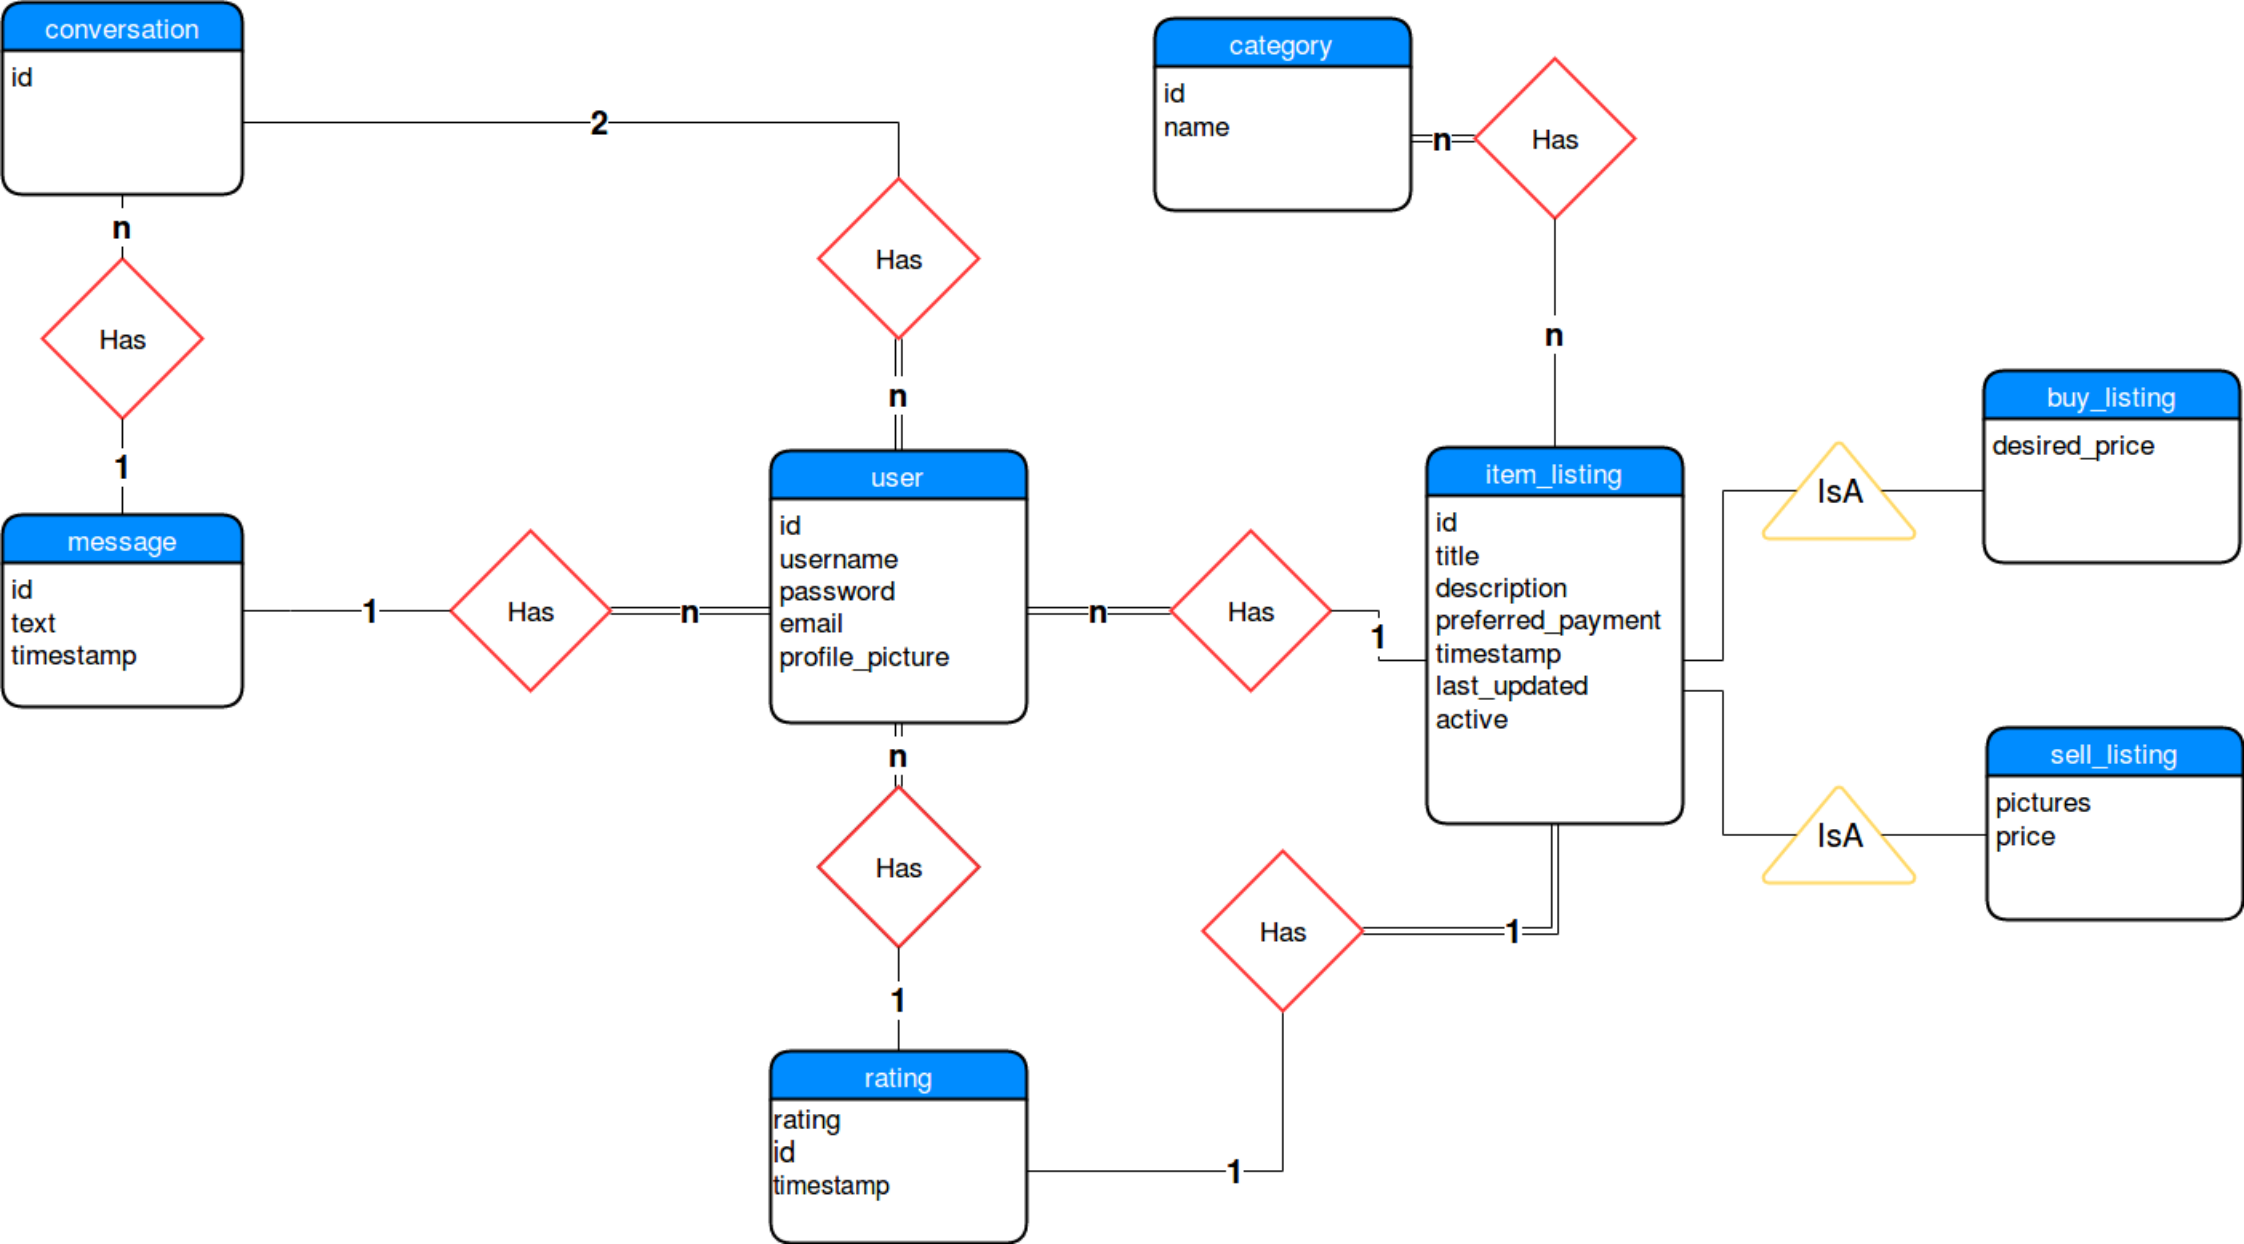 conversation
id
2
n
Has
1
message
id
text
timestamp
1
Has
n
Has
n
user
id
username
password
email
profile_picture
n
Has
1
n
Has
1
rating
rating
id
timestamp
1
Has
1
category
id
name
n
Has
n
item_listing
id
title
description
preferred_payment
timestamp
last_updated
active
IsA
buy_listing
desired_price
IsA
sell_listing
pictures
price